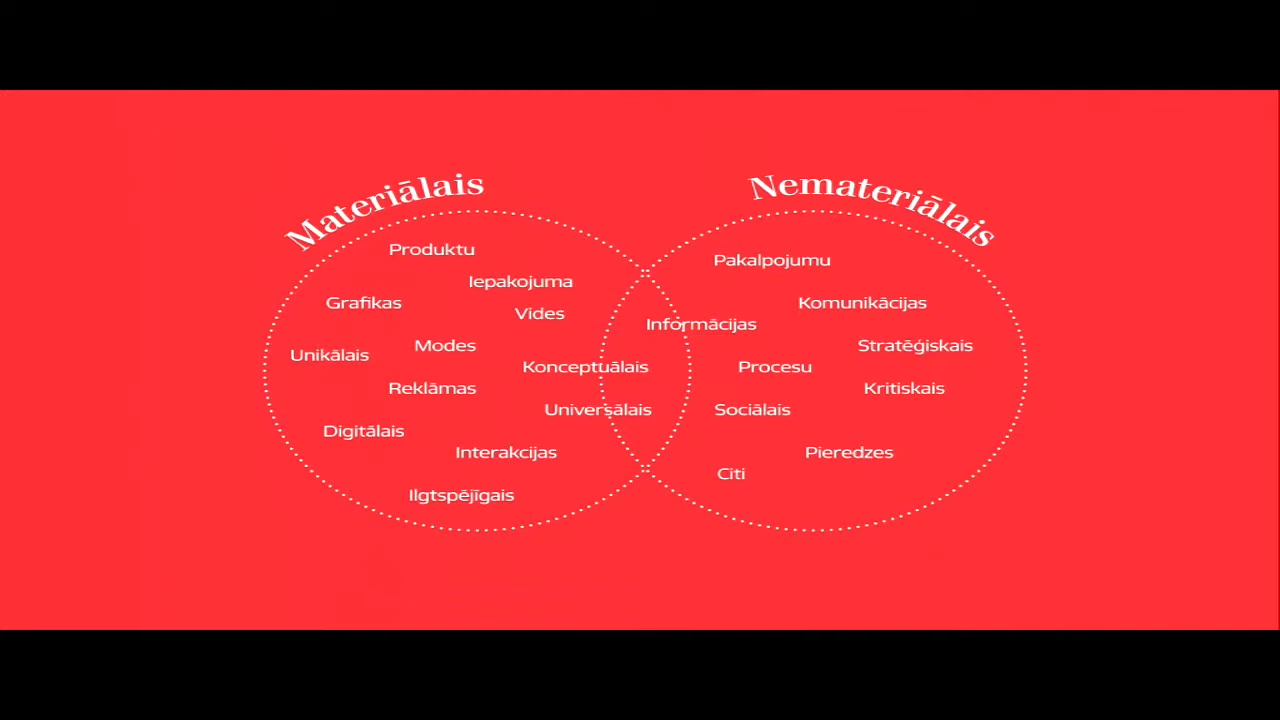 Materiālais
Produktu
Iepakojuma
Grafikas
Vides
Modes
Unikālais
Konceptuālais
Reklāmas
Universālais
Digitālais
Interakcijas
Ilgtspējīgais
Nemateriālais
Pakalpojumu
Komunikācijas
Informācijas
Stratēģiskais
Procesu
Kritiskais
Sociālais
Pieredzes
Citi